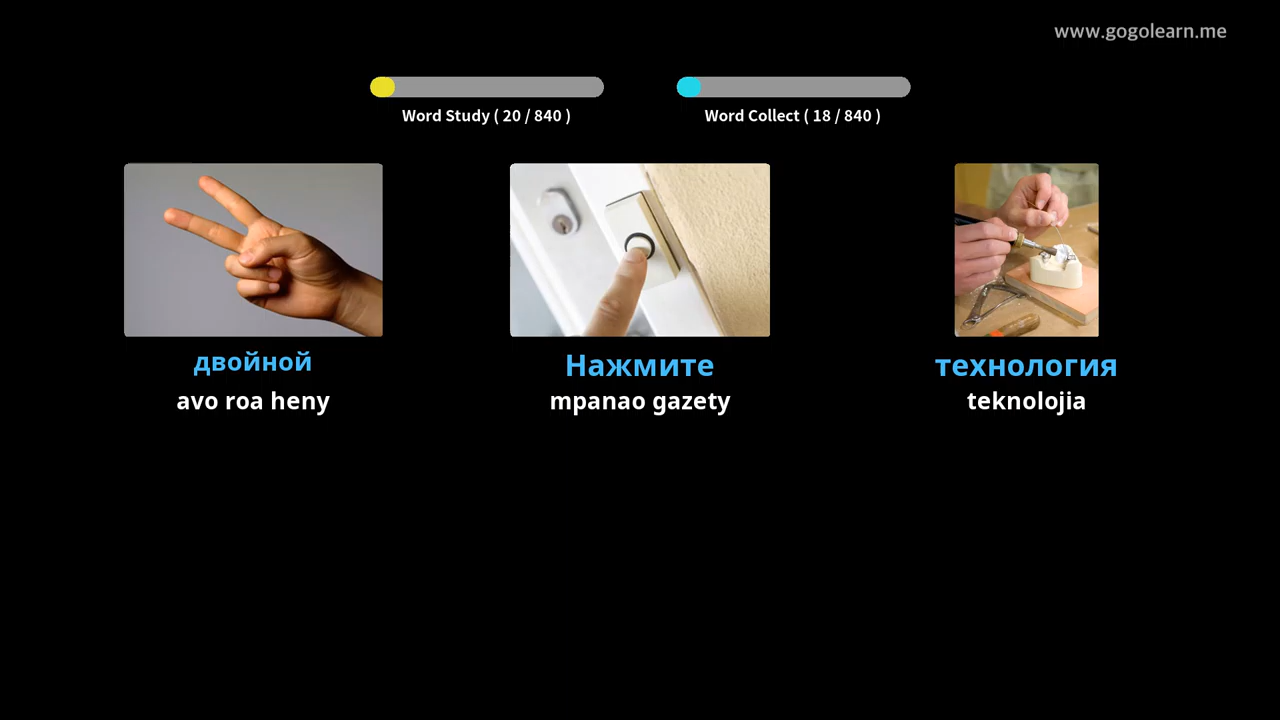 www.gogolearn.me
Word Study ( 20 / 840 )
Word Collect ( 18 / 840 )
двойной
avo roa heny
Нажмите
mpanao gazety
технология
teknolojia